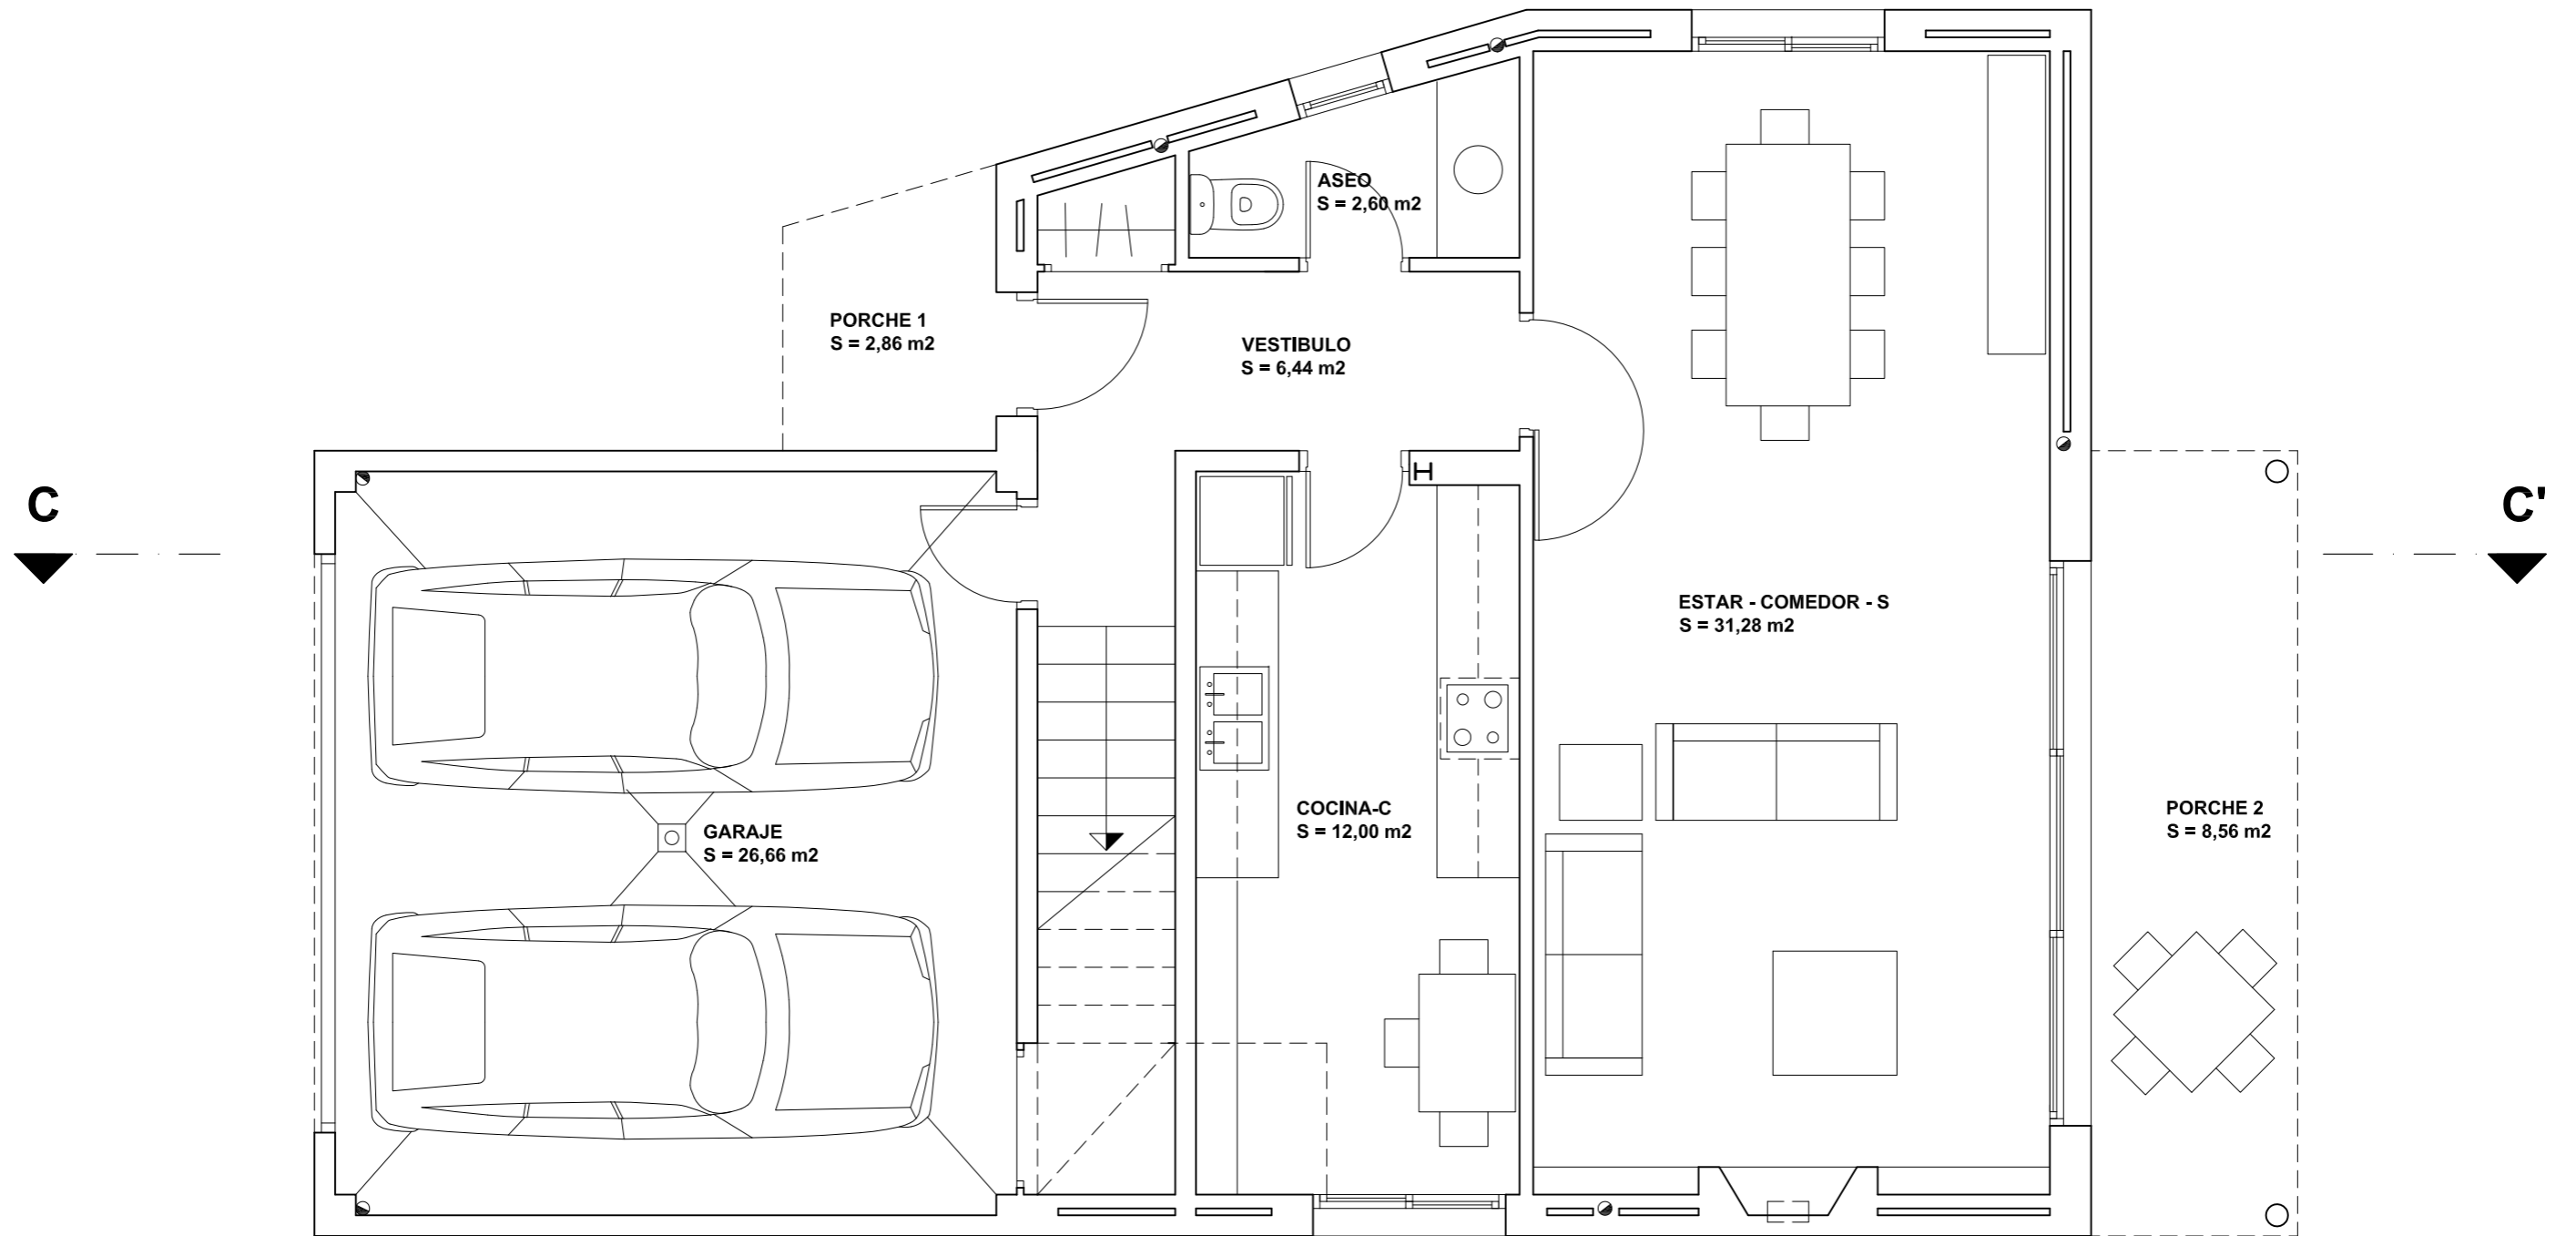 ASEO
S = 2,60 m2
PORCHE 1
S = 2,86 m2
VESTIBULO
S = 6,44 m2
H
C
C'
ESTAR - COMEDOR - S
S = 31,28 m2
COCINA-C
S = 12,00 m2
PORCHE 2
S = 8,56 m2
GARAJE
S = 26,66 m2